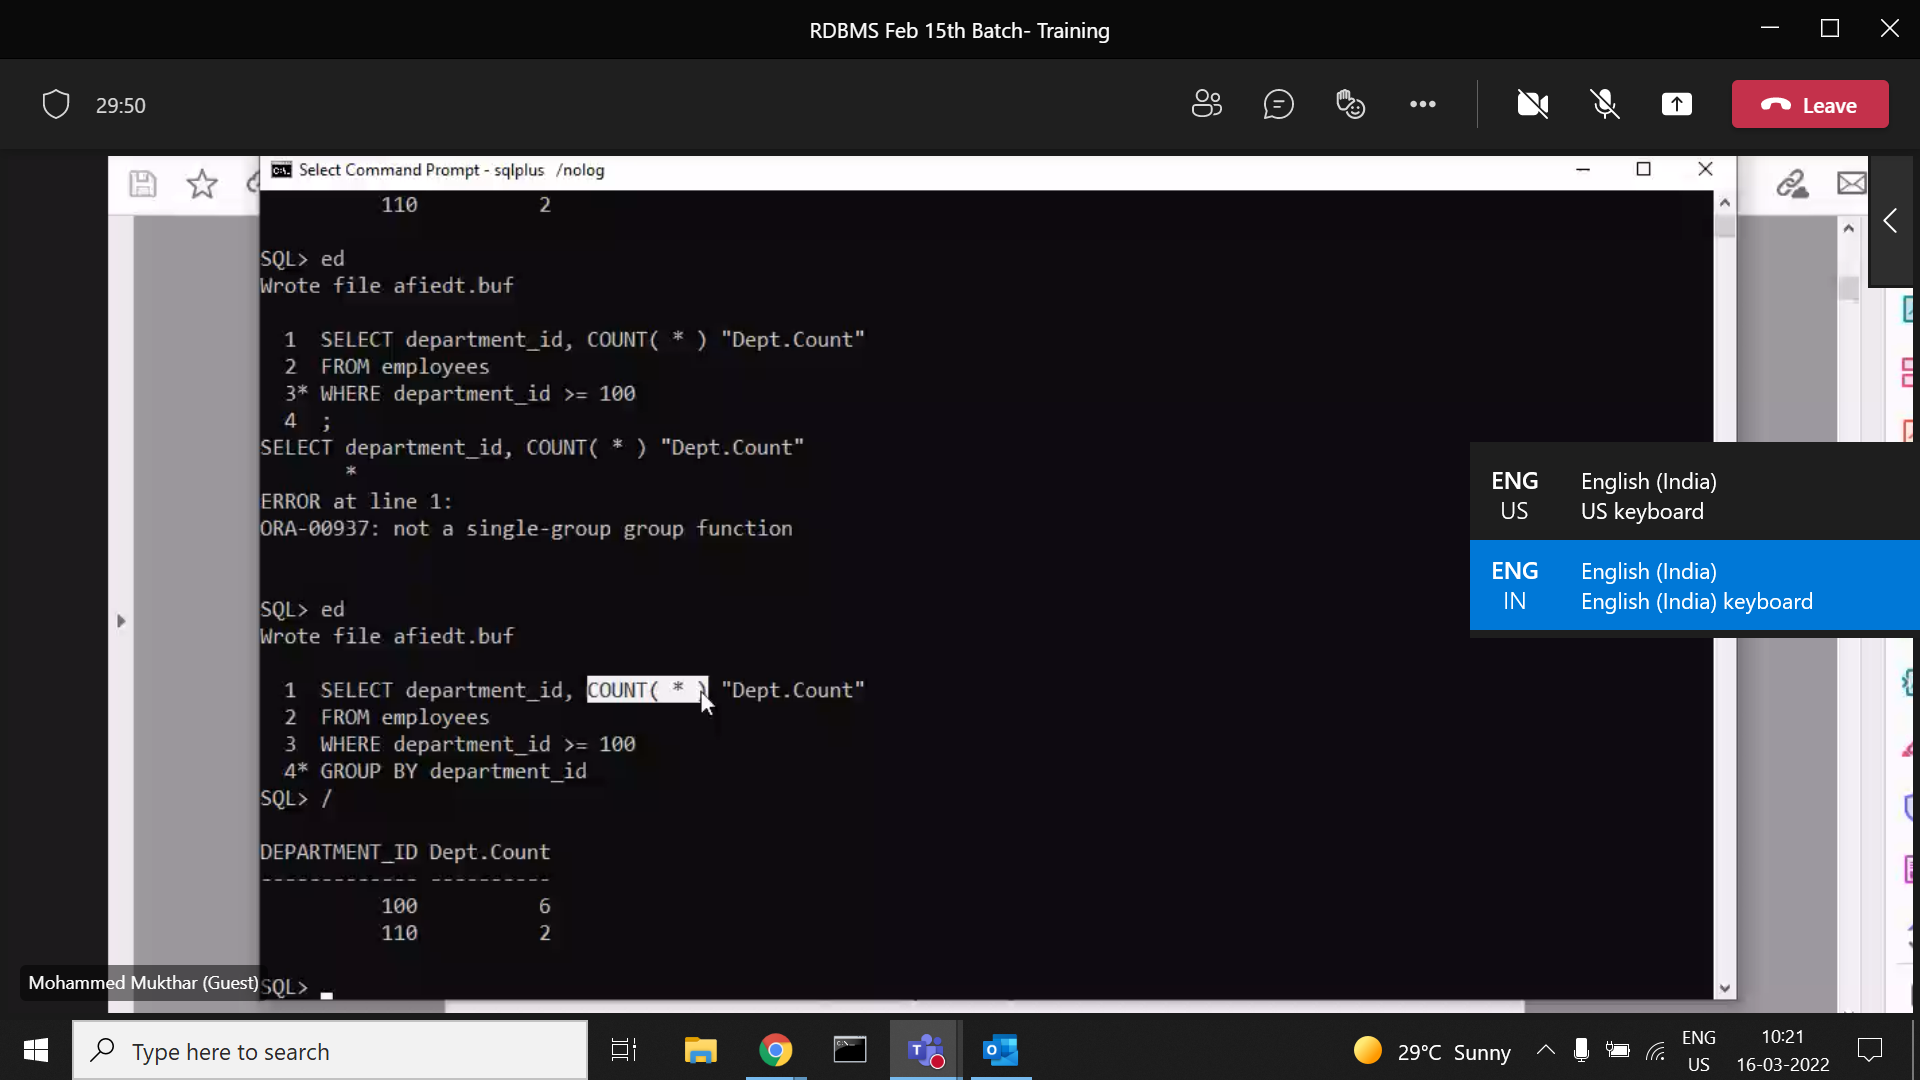 RDBMS Feb 15th Batch- Training
29:50
Leave
Select Command Prompt - sqlplus /nolog
110 2
SQL> ed
Wrote file afiedt.buf
1 SELECT department_id, COUNT( * ) "Dept.Count"
2 FROM employees
3* WHERE department_id >= 100
4 ;
SELECT department_id, COUNT( * ) "Dept.Count"
*
ERROR at line 1:
ORA-00937: not a single-group group function
SQL> ed
Wrote file afiedt.buf
1 SELECT department_id, COUNT( * ) "Dept.Count"
2 FROM employees
3 WHERE department_id >= 100
4* GROUP BY department_id
SQL> /
DEPARTMENT_ID Dept.Count
------------- ----------
100 6
110 2
SQL>
ENG English (India)
US US keyboard
ENG English (India)
IN English (India) keyboard
Mohammed Mukthar (Guest)
Type here to search
29°C Sunny
ENG
US
10:21
16-03-2022